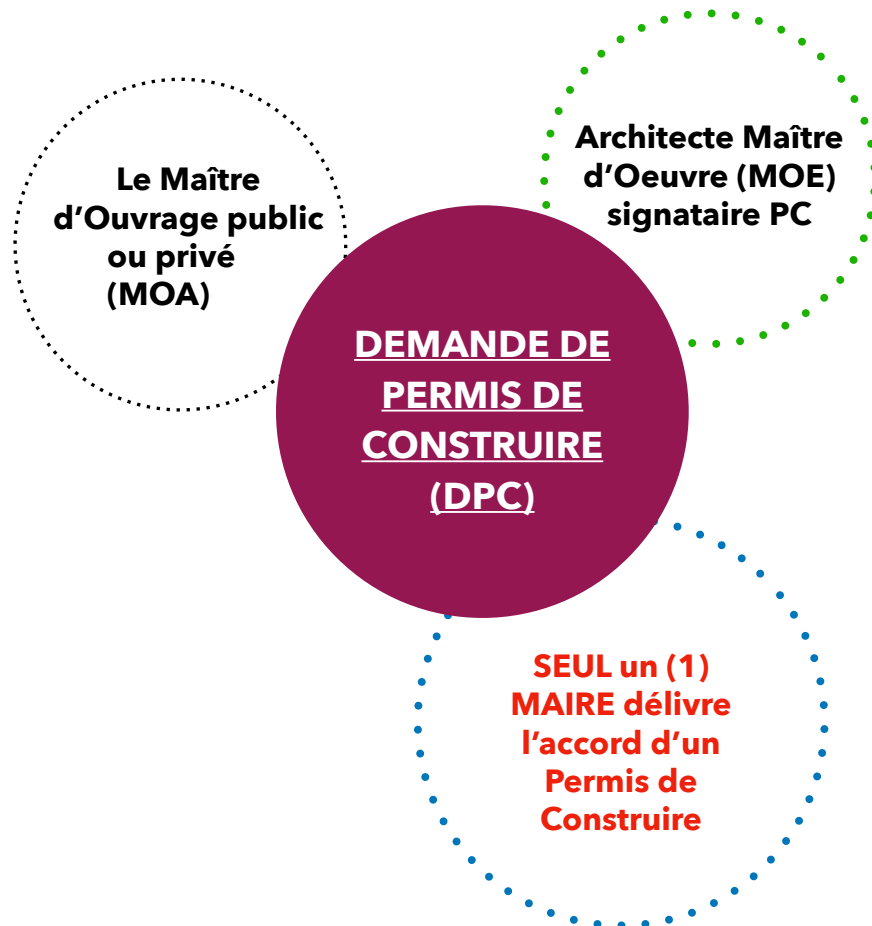 Le Maître
d'Ouvrage public
ou privé
(MOA)
Architecte Maître
d'Oeuvre (MOE)
signataire PC
DEMANDE DE
PERMIS DE
CONSTRUIRE
(DPC)
SEUL un (1)
MAIRE délivre
l'accord d'un
Permis de
Construire